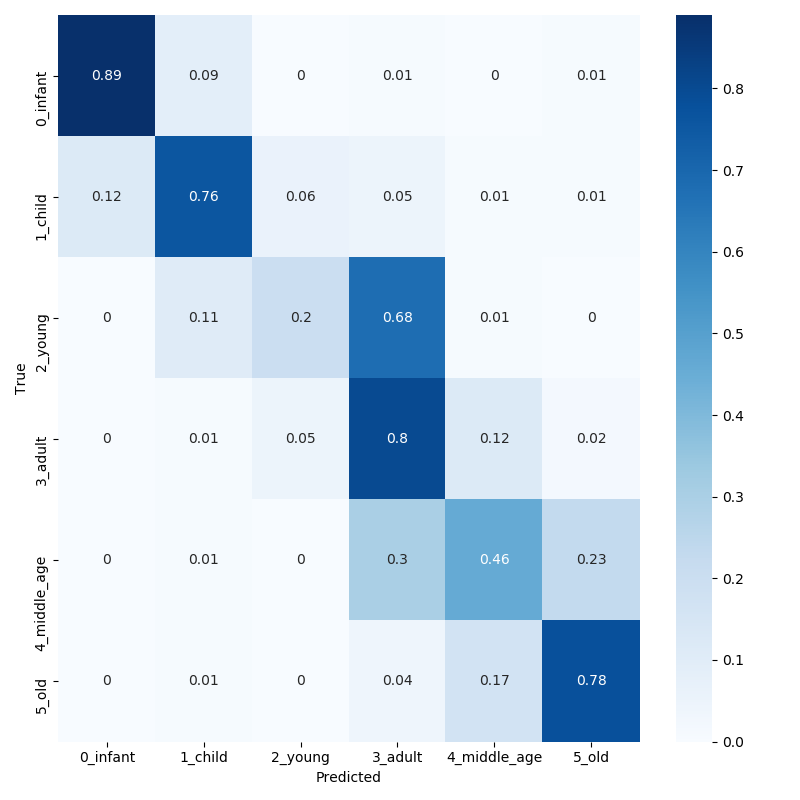 0_infant 0.89 0.09 0 0.01 0 0.01
1_child 0.12 0.76 0.06 0.05 0.01 0.01
2_young 0 0.11 0.2 0.68 0.01 0
3_adult 0 0.01 0.05 0.8 0.12 0.02
4_middle_age 0 0.01 0 0.3 0.46 0.23
5_old 0 0.01 0 0.04 0.17 0.78
True
0_infant 1_child 2_young 3_adult 4_middle_age 5_old
Predicted
0.8
0.7
0.6
0.5
0.4
0.3
0.2
0.1
0.0